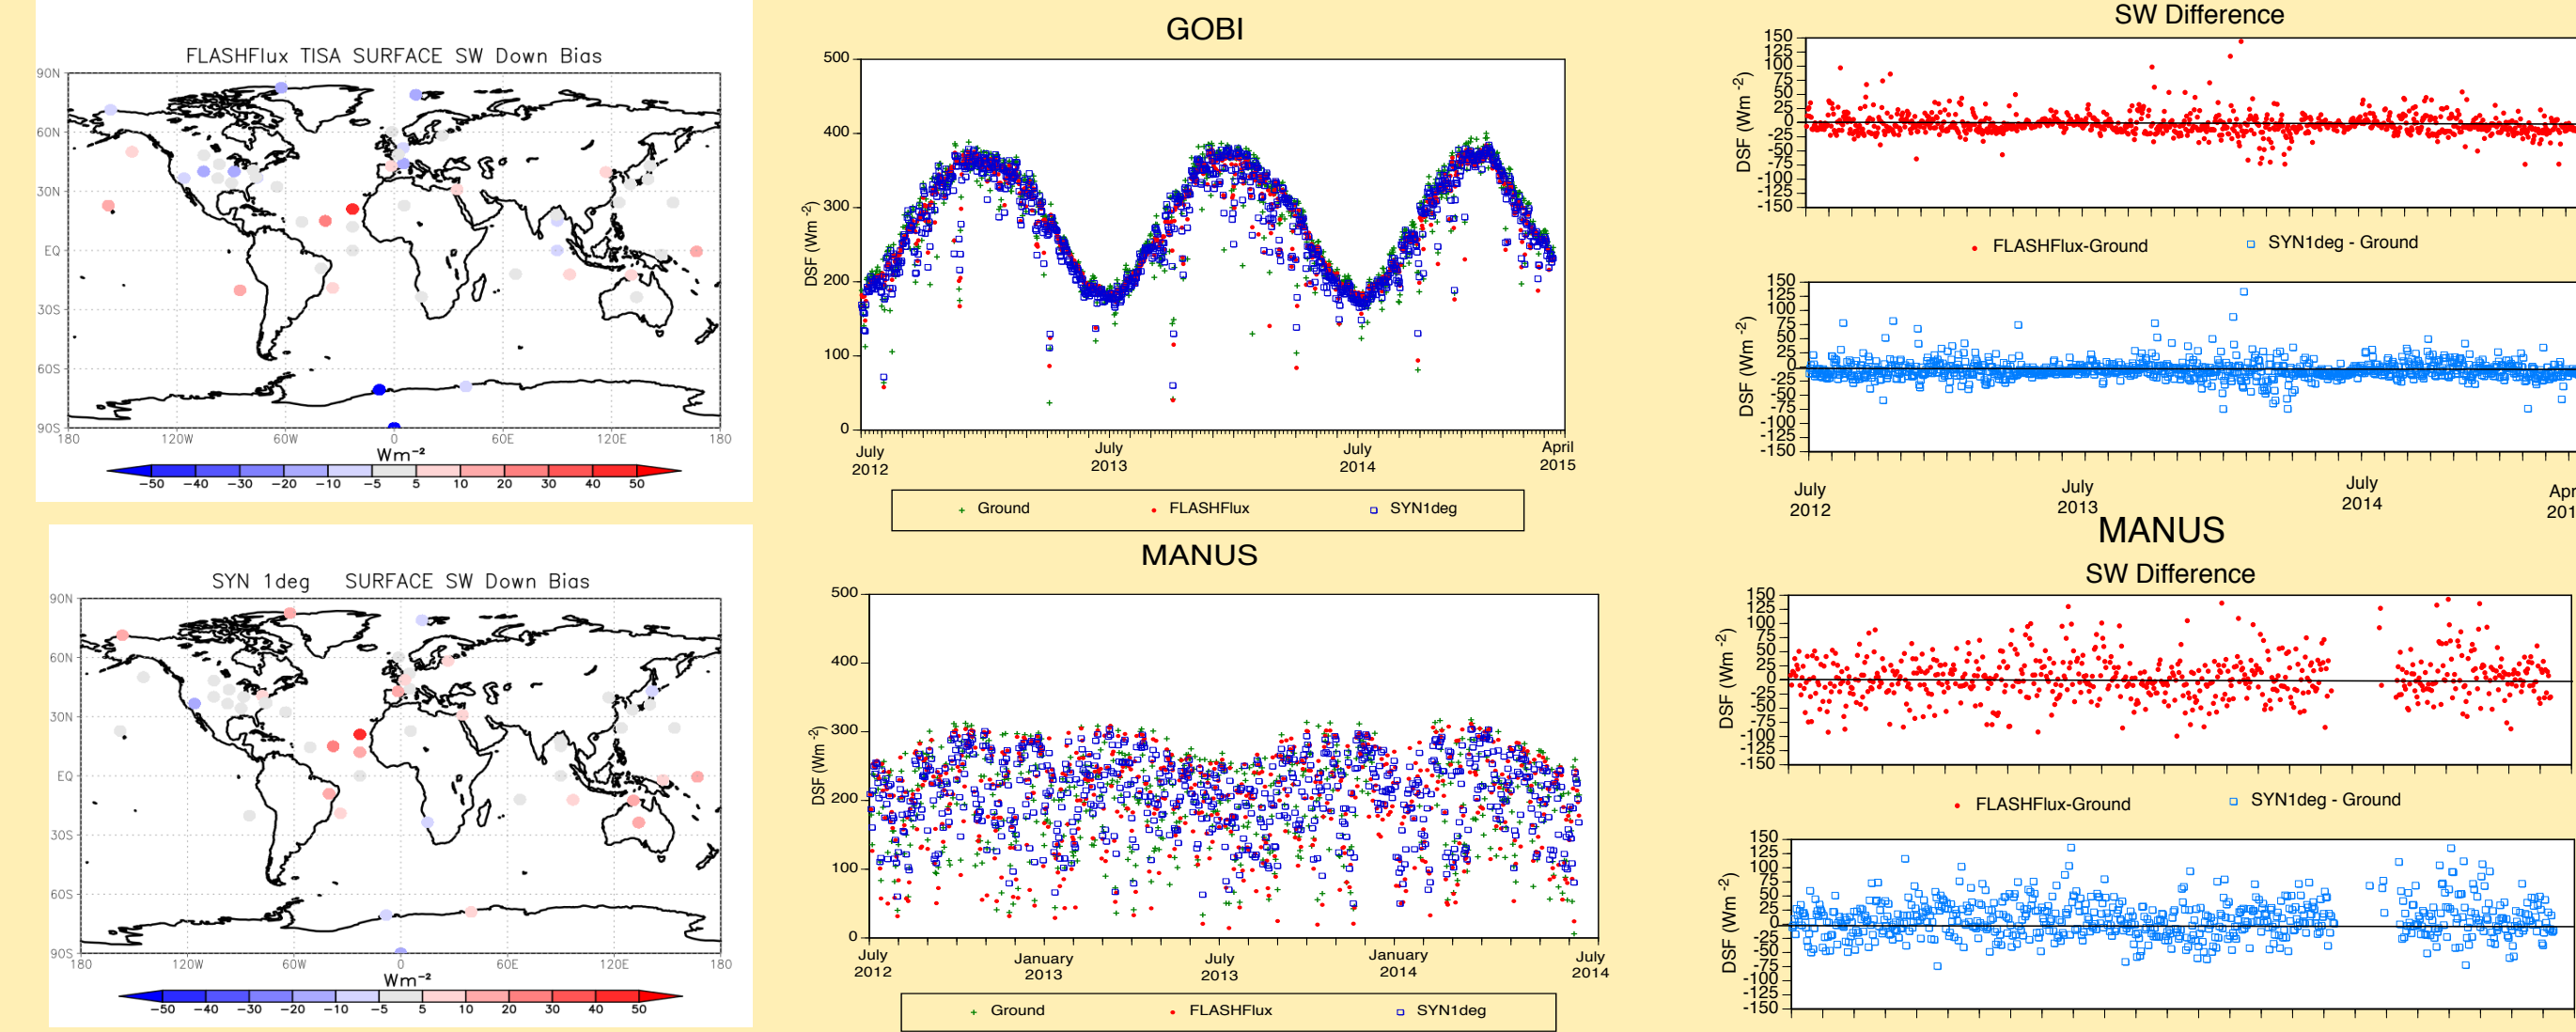 FLASHFlux TISA SURFACE SW Down Bias
90N
60N
30N
EQ
30S
60S
90S
180 120W 60W 0 60E 120E 180
Wm⁻²
−50 −40 −30 −20 −10 −5 5 10 20 30 40 50
SYN 1deg SURFACE SW Down Bias
90N
60N
30N
EQ
30S
60S
90S
180 120W 60W 0 60E 120E 180
Wm⁻²
−50 −40 −30 −20 −10 −5 5 10 20 30 40 50
GOBI
500
400
300
200
100
0
DSF (Wm⁻²)
July 2012
July 2013
July 2014
April 2015
Ground FLASHFlux SYN1deg
MANUS
500
400
300
200
100
0
DSF (Wm⁻²)
July 2012
January 2013
July 2013
January 2014
July 2014
Ground FLASHFlux SYN1deg
SW Difference
150
125
100
75
50
25
0
-25
-50
-75
-100
-125
-150
DSF (Wm⁻²)
FLASHFlux-Ground SYN1deg - Ground
150
125
100
75
50
25
0
-25
-50
-75
-100
-125
-150
DSF (Wm⁻²)
July 2012
July 2013
July 2014
Apr 201
MANUS
SW Difference
150
125
100
75
50
25
0
-25
-50
-75
-100
-125
-150
DSF (Wm⁻²)
FLASHFlux-Ground SYN1deg - Ground
150
125
100
75
50
25
0
-25
-50
-75
-100
-125
-150
DSF (Wm⁻²)